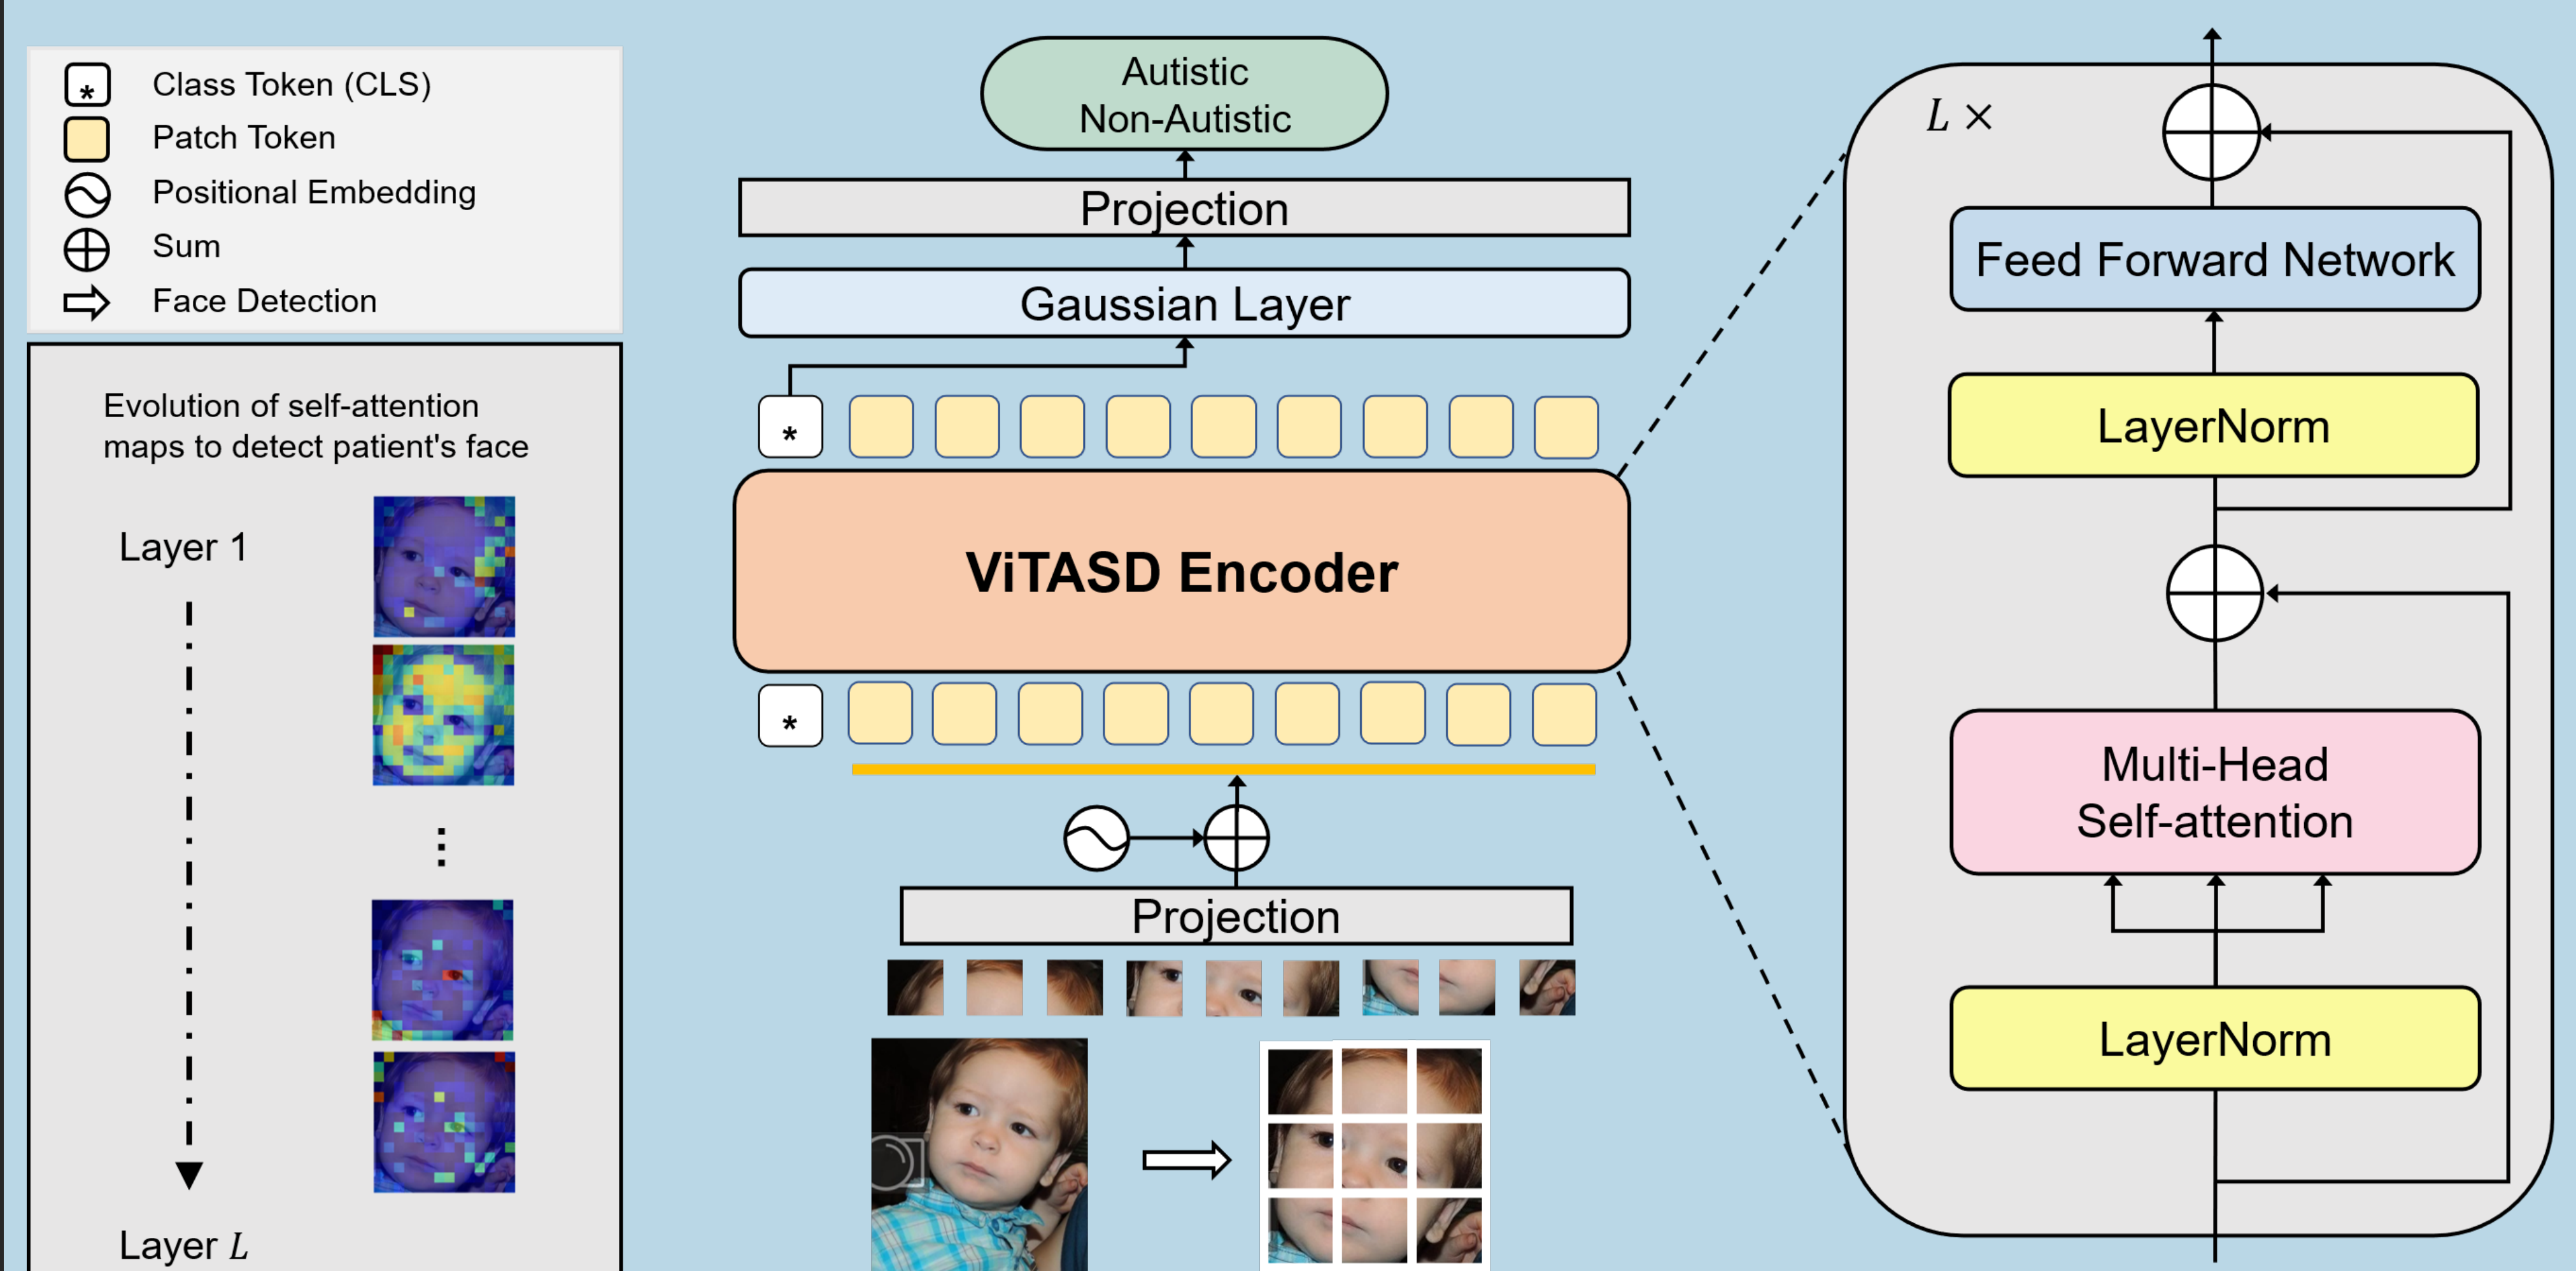 * Class Token (CLS)
Patch Token
Positional Embedding
Sum
Face Detection
Evolution of self-attention
maps to detect patient's face
Layer 1
⋮
Layer L
Autistic
Non-Autistic
Projection
Gaussian Layer
*
ViTASD Encoder
*
Projection
L ×
Feed Forward Network
LayerNorm
Multi-Head
Self-attention
LayerNorm